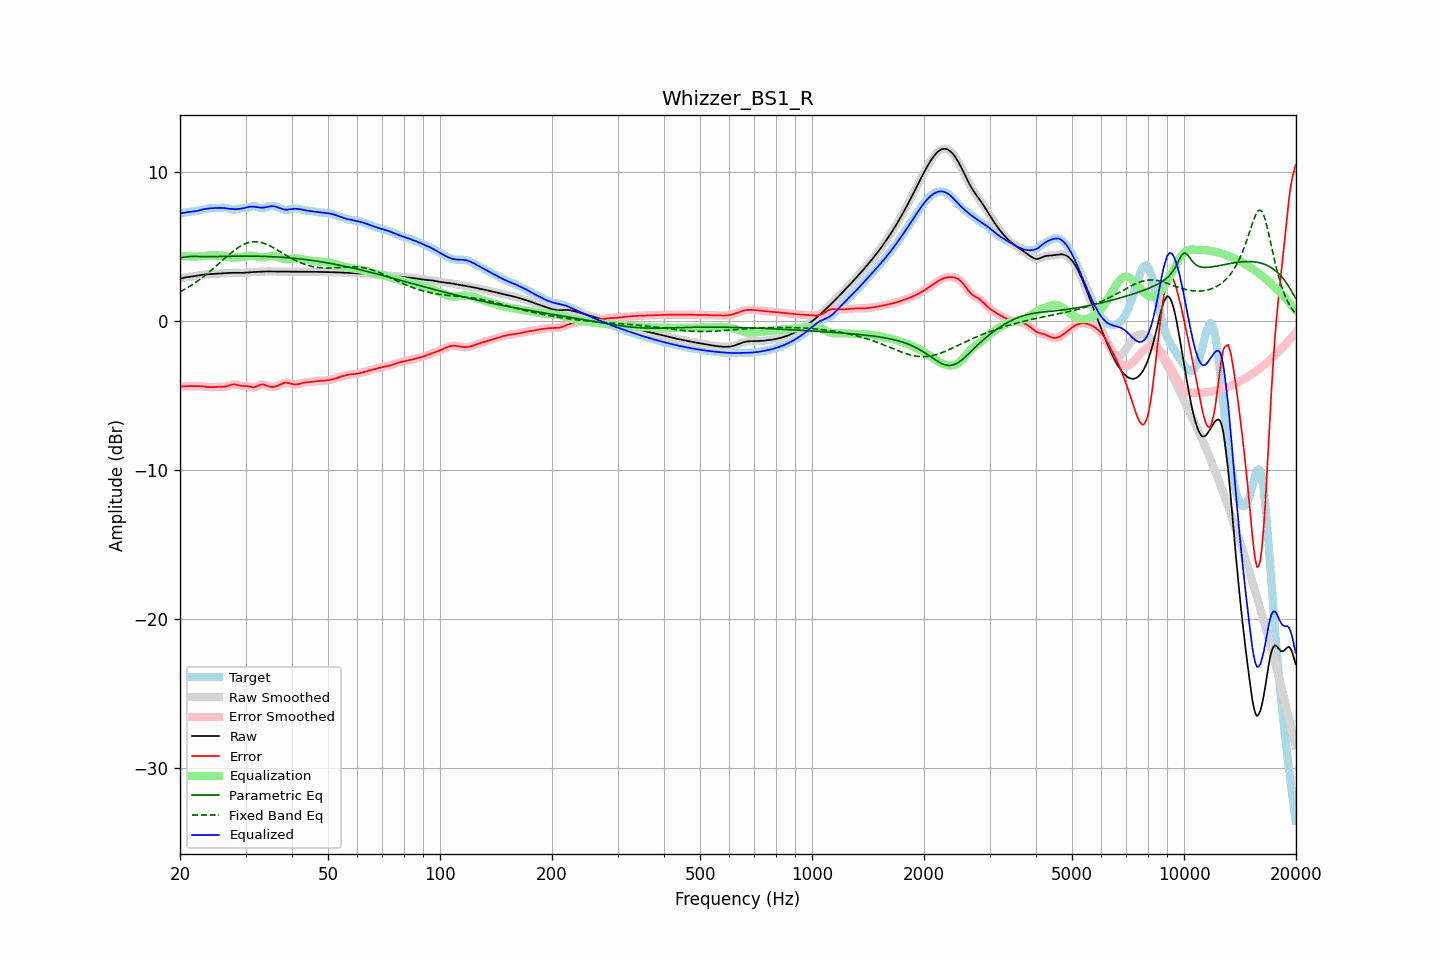 Whizzer_BS1_R
Amplitude (dBr)
10
0
−10
−20
−30
Target
Raw Smoothed
Error Smoothed
Raw
Error
Equalization
Parametric Eq
Fixed Band Eq
Equalized
20
50
100
200
500
1000
2000
5000
10000
20000
Frequency (Hz)